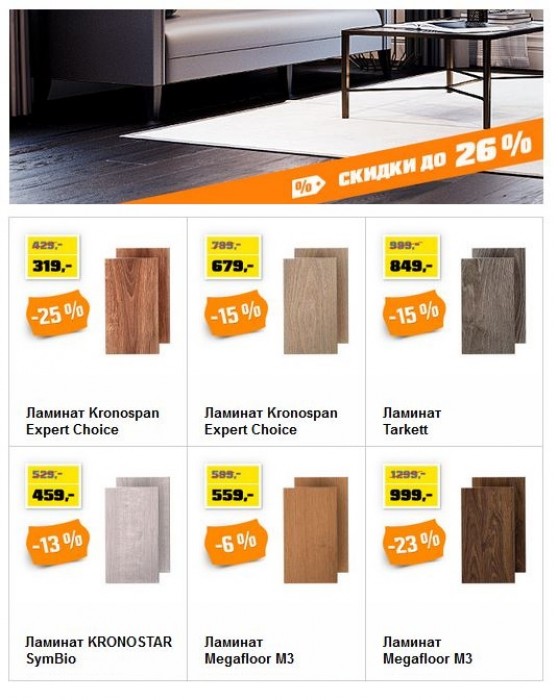 % СКИДКИ ДО 26%
429,-
319,-
-25%
Ламинат Kronospan
Expert Choice
799,-
679,-
-15%
Ламинат Kronospan
Expert Choice
999,-
849,-
-15%
Ламинат
Tarkett
529,-
459,-
-13%
Ламинат KRONOSTAR
SymBio
599,-
559,-
-6%
Ламинат
Megafloor M3
1299,-
999,-
-23%
Ламинат
Megafloor M3